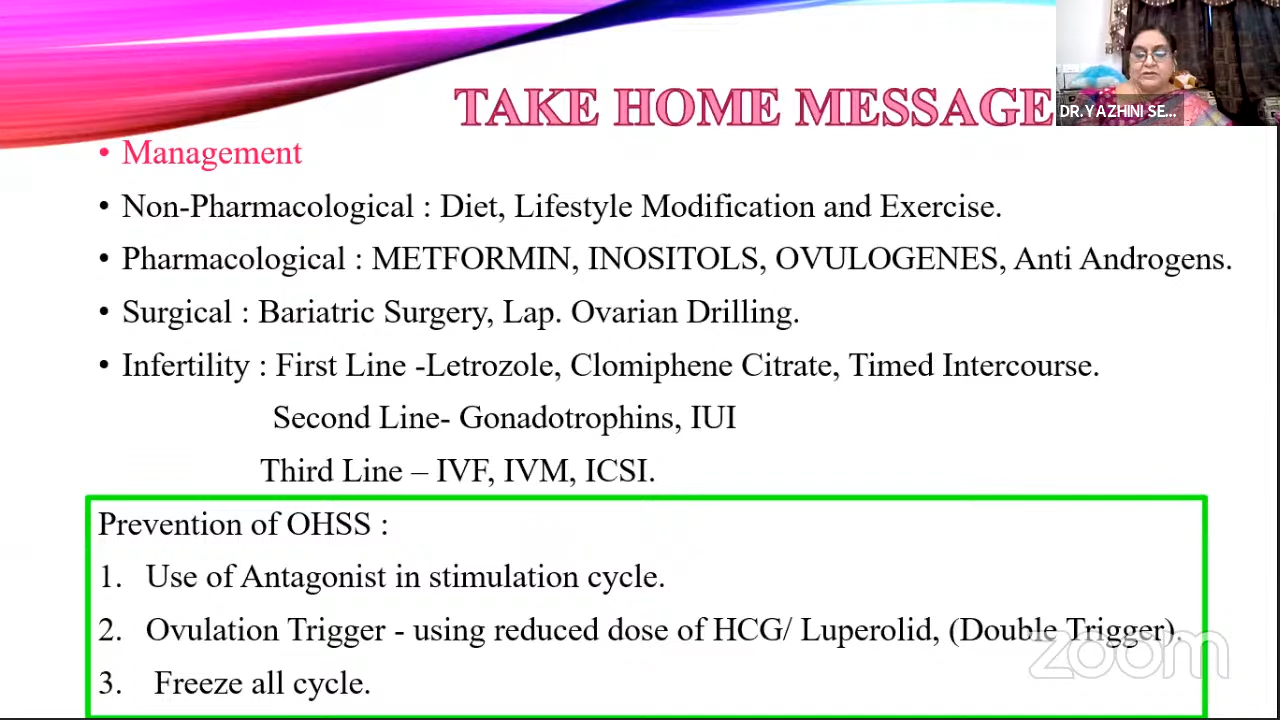 TAKE HOME MESSAGE
DR.YAZHINI SE...
• Management
• Non-Pharmacological : Diet, Lifestyle Modification and Exercise.
• Pharmacological : METFORMIN, INOSITOLS, OVULOGENES, Anti Androgens.
• Surgical : Bariatric Surgery, Lap. Ovarian Drilling.
• Infertility : First Line -Letrozole, Clomiphene Citrate, Timed Intercourse.
Second Line- Gonadotrophins, IUI
Third Line – IVF, IVM, ICSI.
Prevention of OHSS :
1. Use of Antagonist in stimulation cycle.
2. Ovulation Trigger - using reduced dose of HCG/ Luperolid, (Double Trigger).
3. Freeze all cycle.
zoom